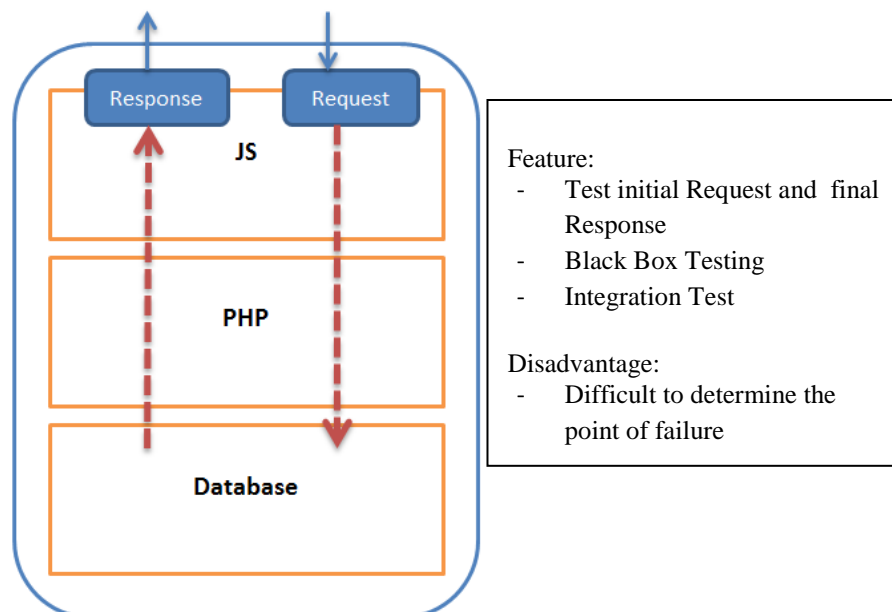 Response
Request
JS
PHP
Database
Feature:
- Test initial Request and final
Response
- Black Box Testing
- Integration Test
Disadvantage:
- Difficult to determine the
point of failure